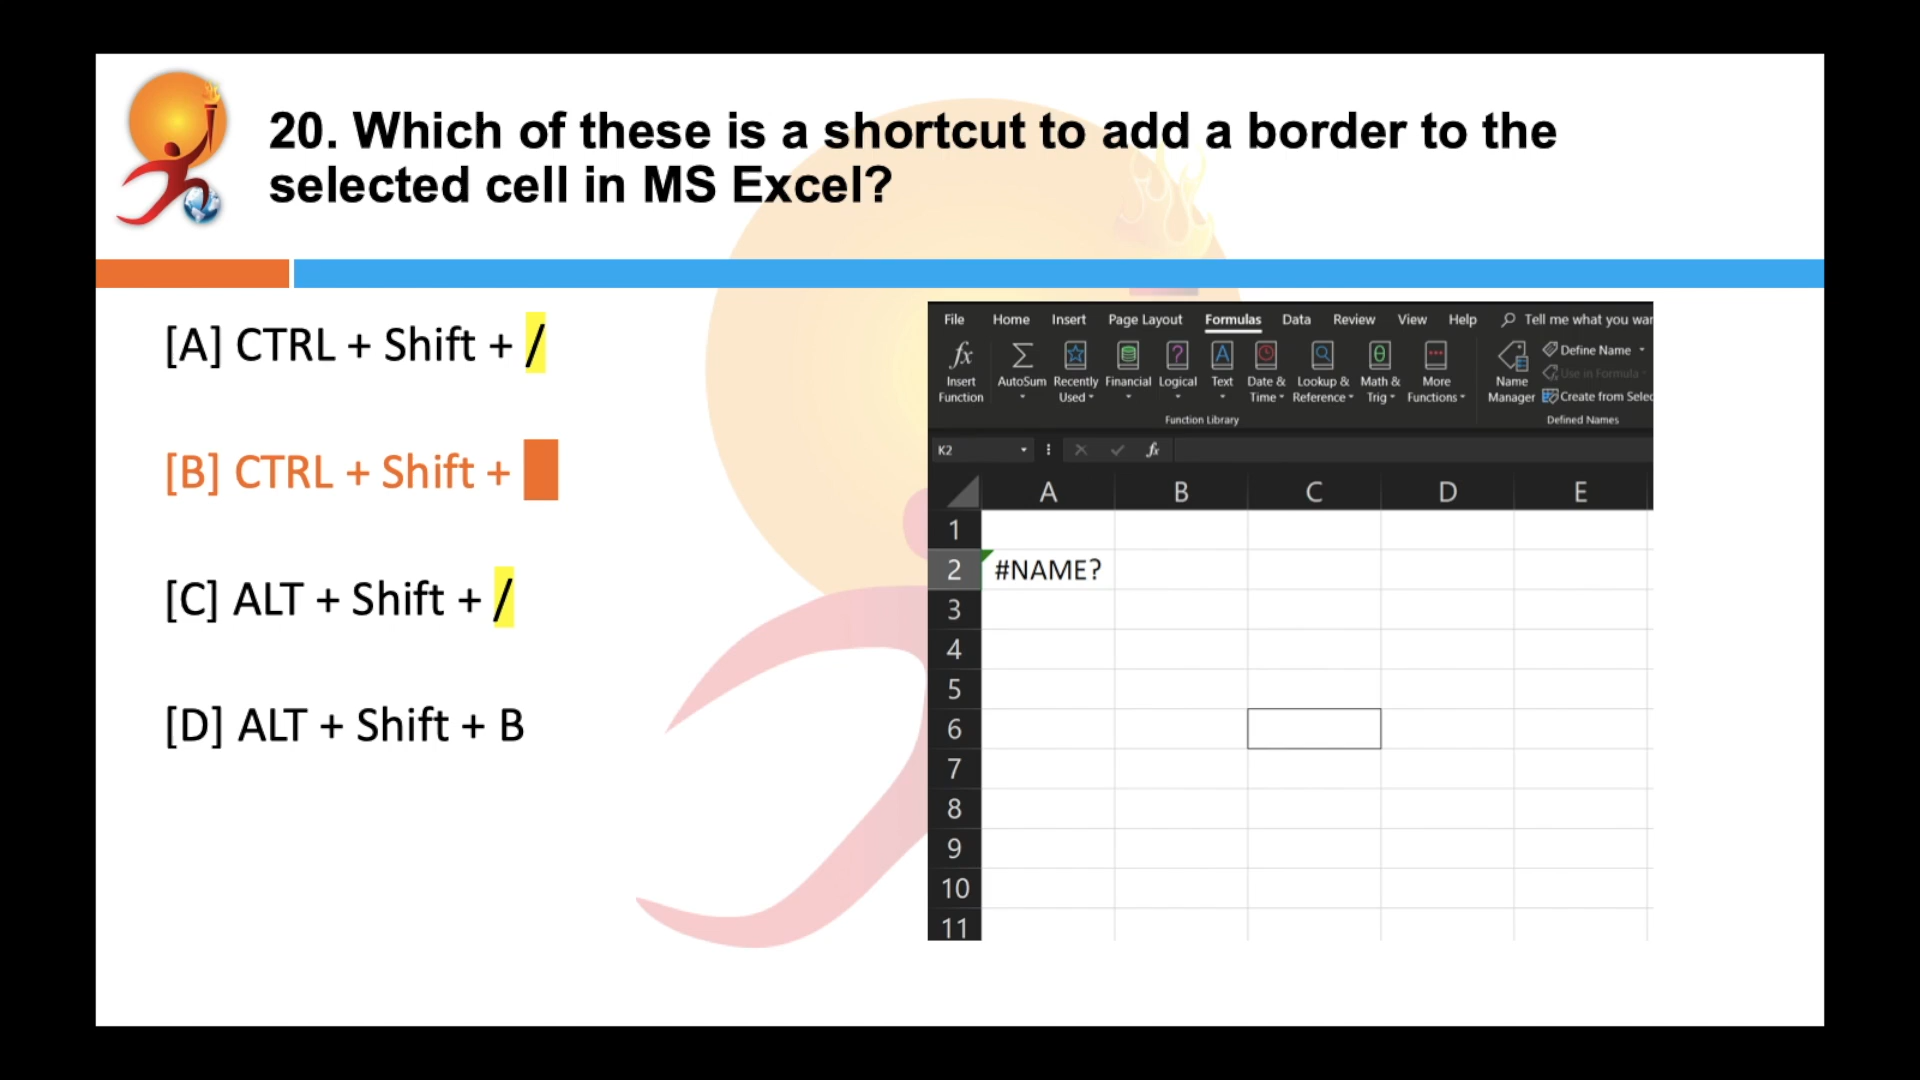 20. Which of these is a shortcut to add a border to the
selected cell in MS Excel?
[A] CTRL + Shift + /
[B] CTRL + Shift +
[C] ALT + Shift + /
[D] ALT + Shift + B
File Home Insert Page Layout Formulas Data Review View Help Tell me what you
fx Σ ? A θ
Insert Function
AutoSum
Recently Used
Financial
Logical
Text
Date & Time
Lookup & Reference
Math & Trig
More Functions
Name Manager
Define Name
Use in Formula
Create from
Function Library
Defined Names
K2
fx
A B C D E
1
2 #NAME?
3
4
5
6
7
8
9
10
11